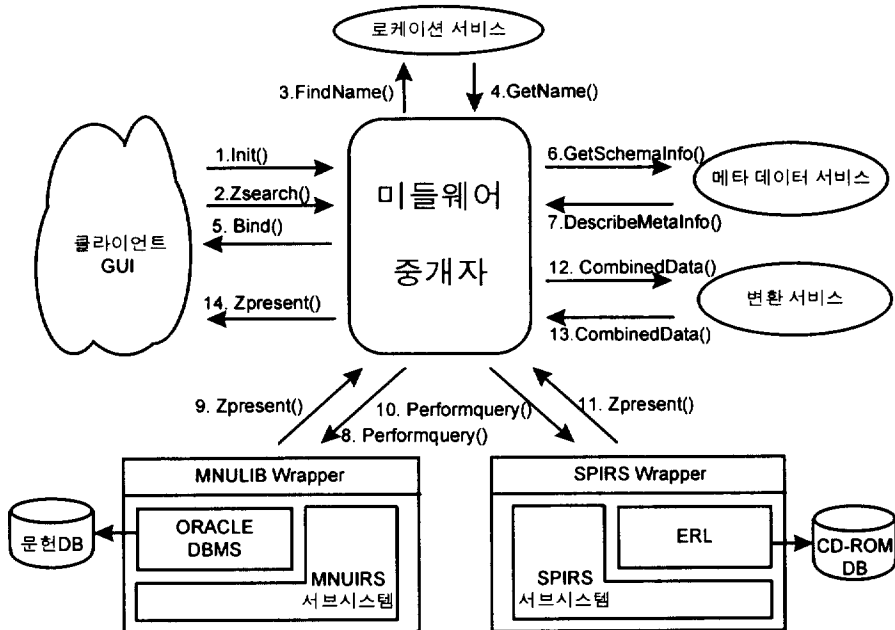 로케이션 서비스
3.FindName()
4.GetName()
1.Init()
2.Zsearch()
5. Bind()
14. Zpresent()
클라이언트
GUI
미들웨어
중개자
6.GetSchemaInfo()
7.DescribeMetaInfo()
메타 데이터 서비스
12. CombinedData()
13.CombinedData()
변환 서비스
9. Zpresent()
10. Performquery()
8. Performquery()
11. Zpresent()
MNULIB Wrapper
ORACLE
DBMS
MNUIRS
서브시스템
문헌DB
SPIRS Wrapper
ERL
SPIRS
서브시스템
CD-ROM
DB